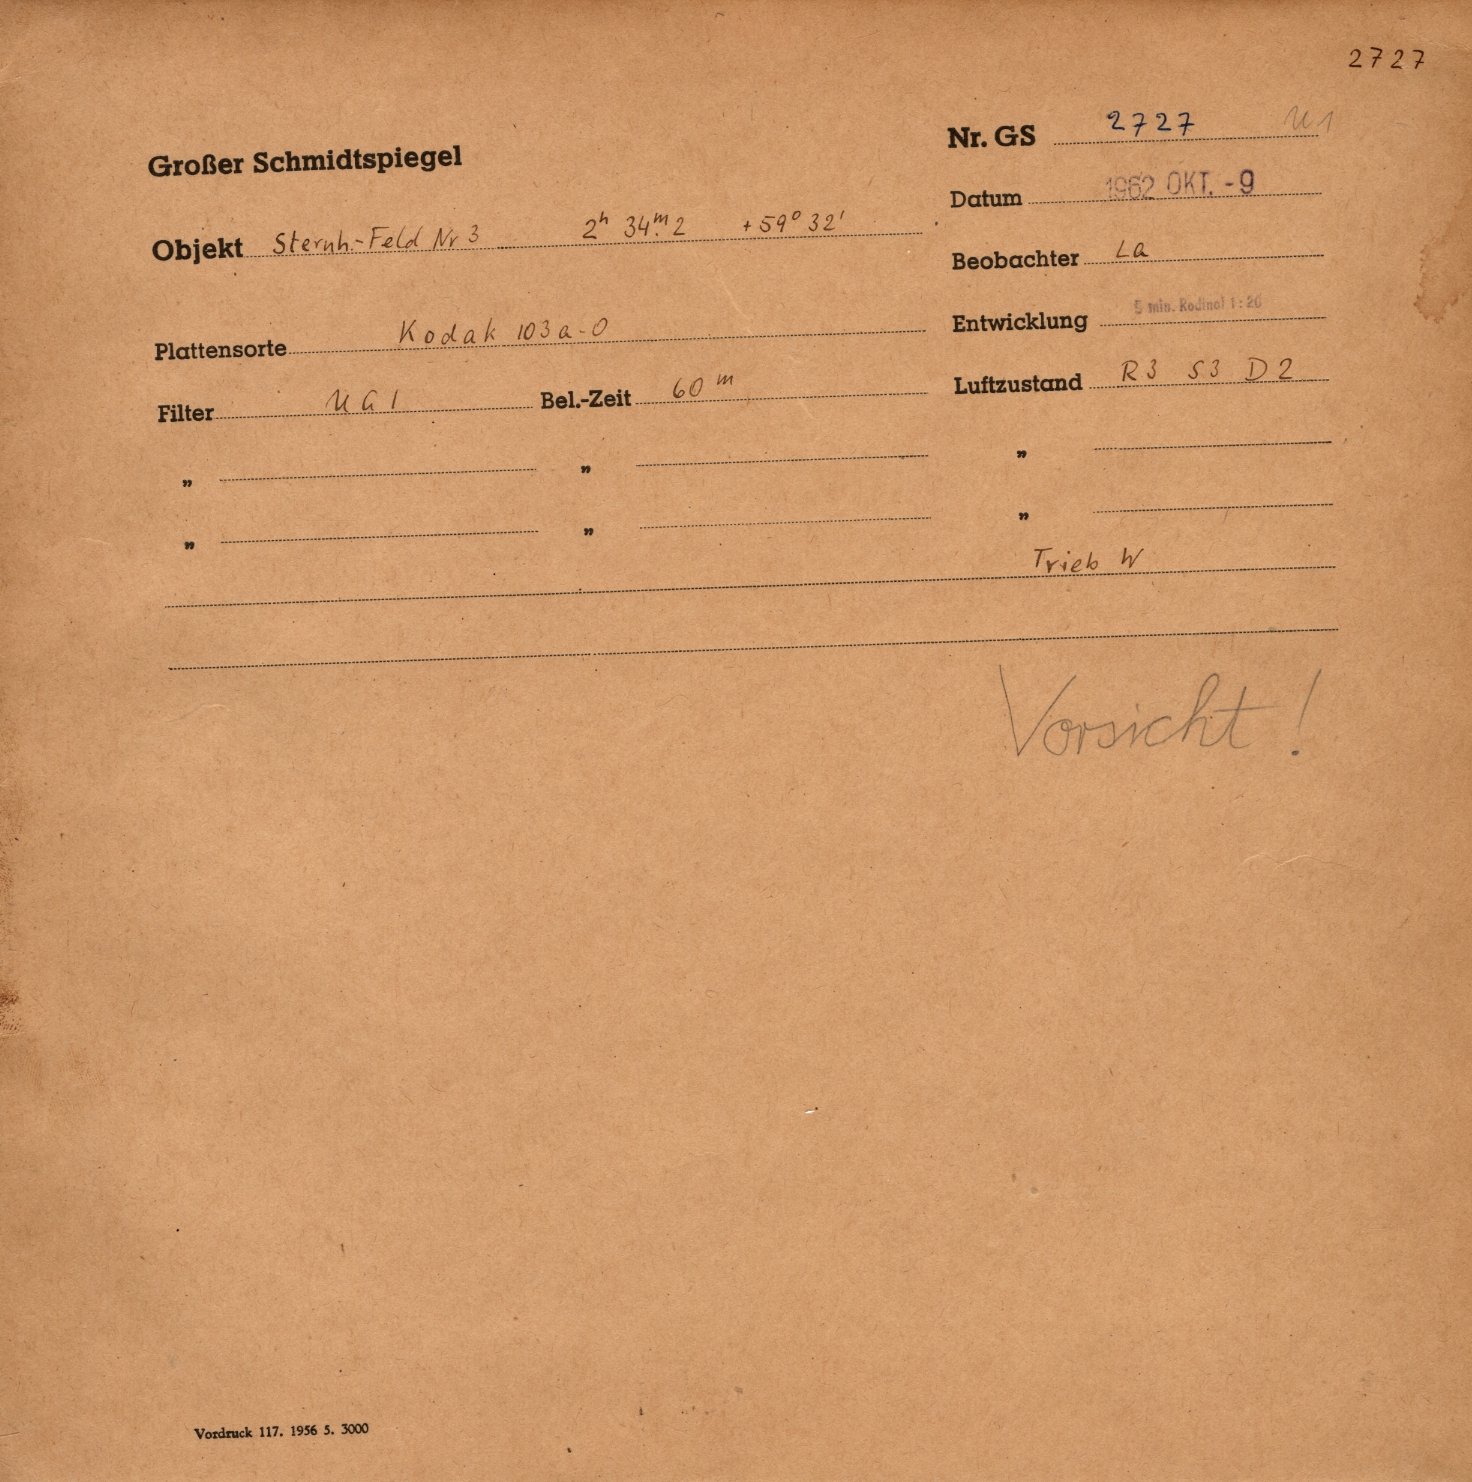 2727
Nr. GS 2727 U1
Großer Schmidtspiegel
Datum 1962 OKT. -9
Objekt Sternh.-Feld Nr 3 2h 34m.2 +59° 32'
Beobachter La
Entwicklung 5 min. Rodinal 1:20
Plattensorte Kodak 103a-O
Luftzustand R3 S3 D2
Filter UG1 Bel.-Zeit 60m
„ „ „
„ „ „
Trieb W
Vorsicht!
Vordruck 117. 1956 5. 3000